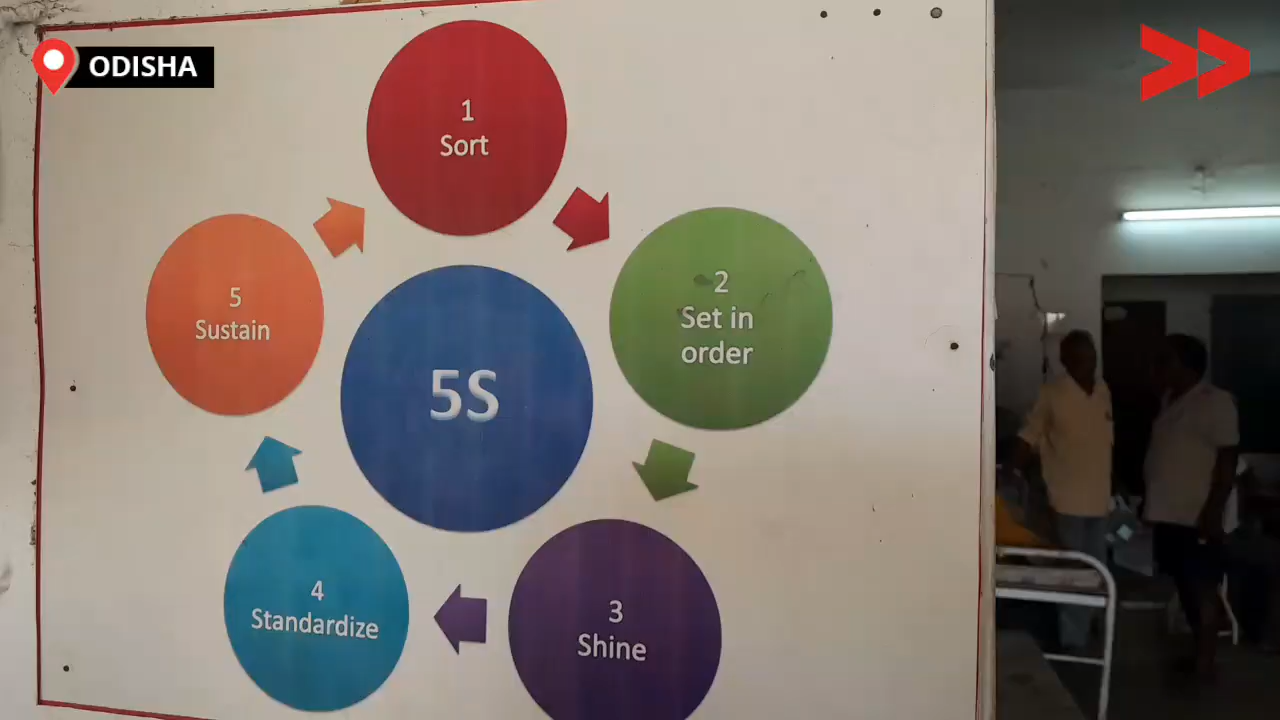 ODISHA
1
Sort
2
Set in
order
3
Shine
4
Standardize
5
Sustain
5S